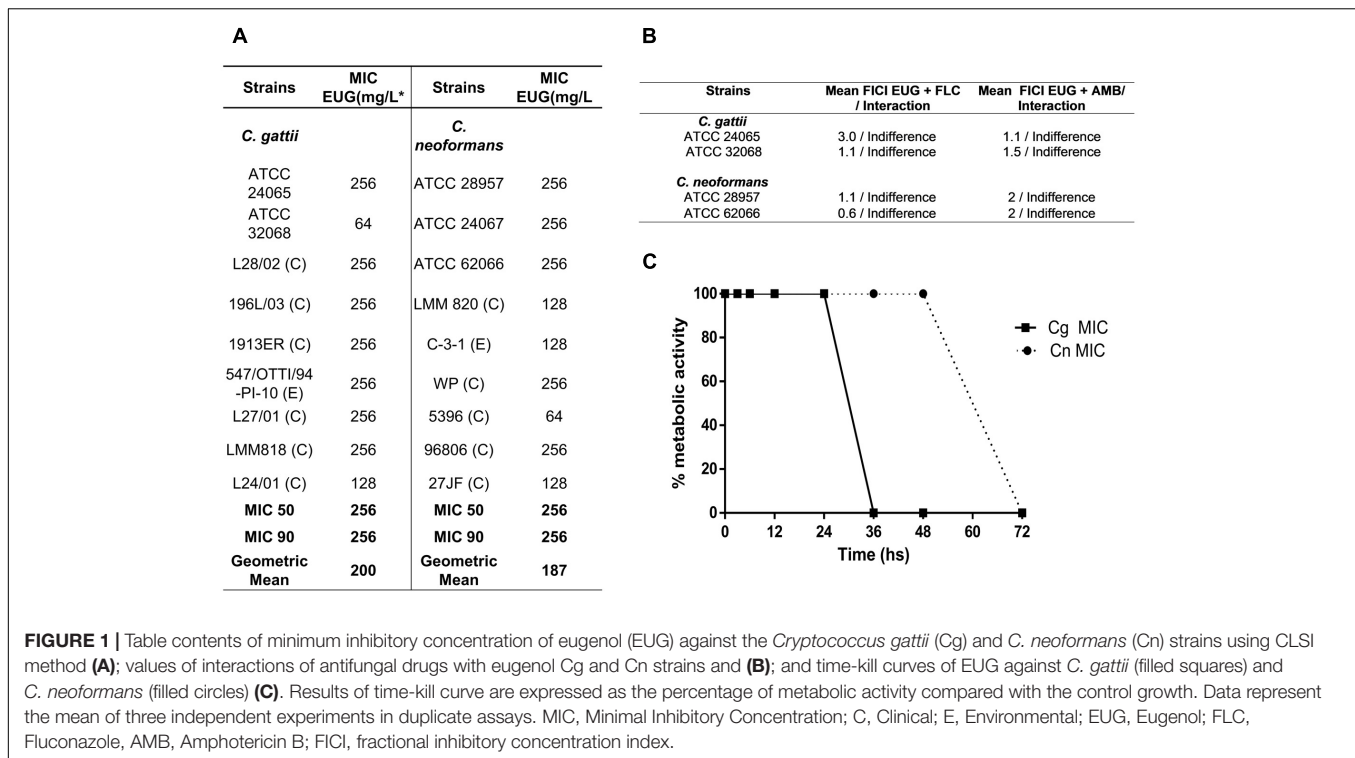 A
Strains MIC EUG(mg/L* Strains MIC EUG(mg/L
C. gattii C. neoformans
ATCC 24065 256 ATCC 28957 256
ATCC 32068 64 ATCC 24067 256
L28/02 (C) 256 ATCC 62066 256
196L/03 (C) 256 LMM 820 (C) 128
1913ER (C) 256 C-3-1 (E) 128
547/OTTI/94 -PI-10 (E) 256 WP (C) 256
L27/01 (C) 256 5396 (C) 64
LMM818 (C) 256 96806 (C) 256
L24/01 (C) 128 27JF (C) 128
MIC 50 256 MIC 50 256
MIC 90 256 MIC 90 256
Geometric Mean 200 Geometric Mean 187
B
Strains Mean FICI EUG + FLC / Interaction Mean FICI EUG + AMB/ Interaction
C. gattii
ATCC 24065 3.0 / Indifference 1.1 / Indifference
ATCC 32068 1.1 / Indifference 1.5 / Indifference
C. neoformans
ATCC 28957 1.1 / Indifference 2 / Indifference
ATCC 62066 0.6 / Indifference 2 / Indifference
C
% metabolic activity
100
80
60
40
20
0
0 12 24 36 48 60 72
Time (hs)
Cg MIC
Cn MIC
FIGURE 1 | Table contents of minimum inhibitory concentration of eugenol (EUG) against the Cryptococcus gattii (Cg) and C. neoformans (Cn) strains using CLSI
method (A); values of interactions of antifungal drugs with eugenol Cg and Cn strains and (B); and time-kill curves of EUG against C. gattii (filled squares) and
C. neoformans (filled circles) (C). Results of time-kill curve are expressed as the percentage of metabolic activity compared with the control growth. Data represent
the mean of three independent experiments in duplicate assays. MIC, Minimal Inhibitory Concentration; C, Clinical; E, Environmental; EUG, Eugenol; FLC,
Fluconazole, AMB, Amphotericin B; FICI, fractional inhibitory concentration index.